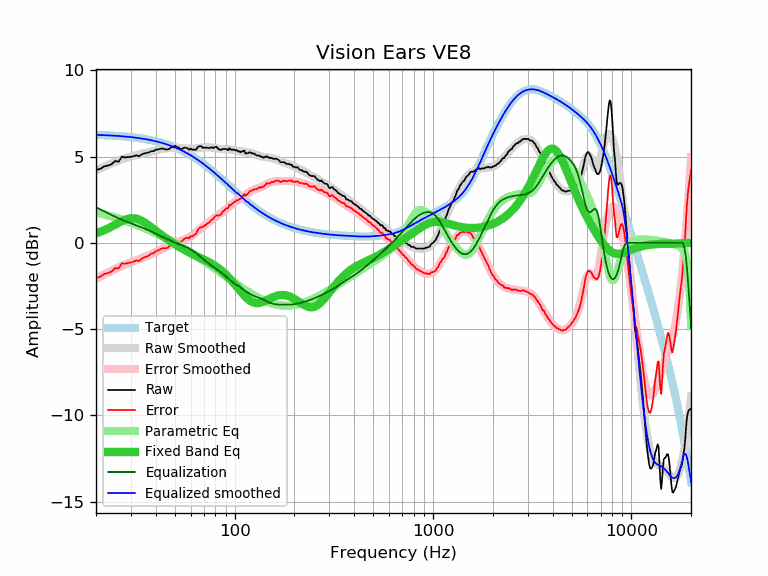 Vision Ears VE8
10
5
0
−5
−10
−15
Amplitude (dBr)
Target
Raw Smoothed
Error Smoothed
Raw
Error
Parametric Eq
Fixed Band Eq
Equalization
Equalized smoothed
100
1000
10000
Frequency (Hz)